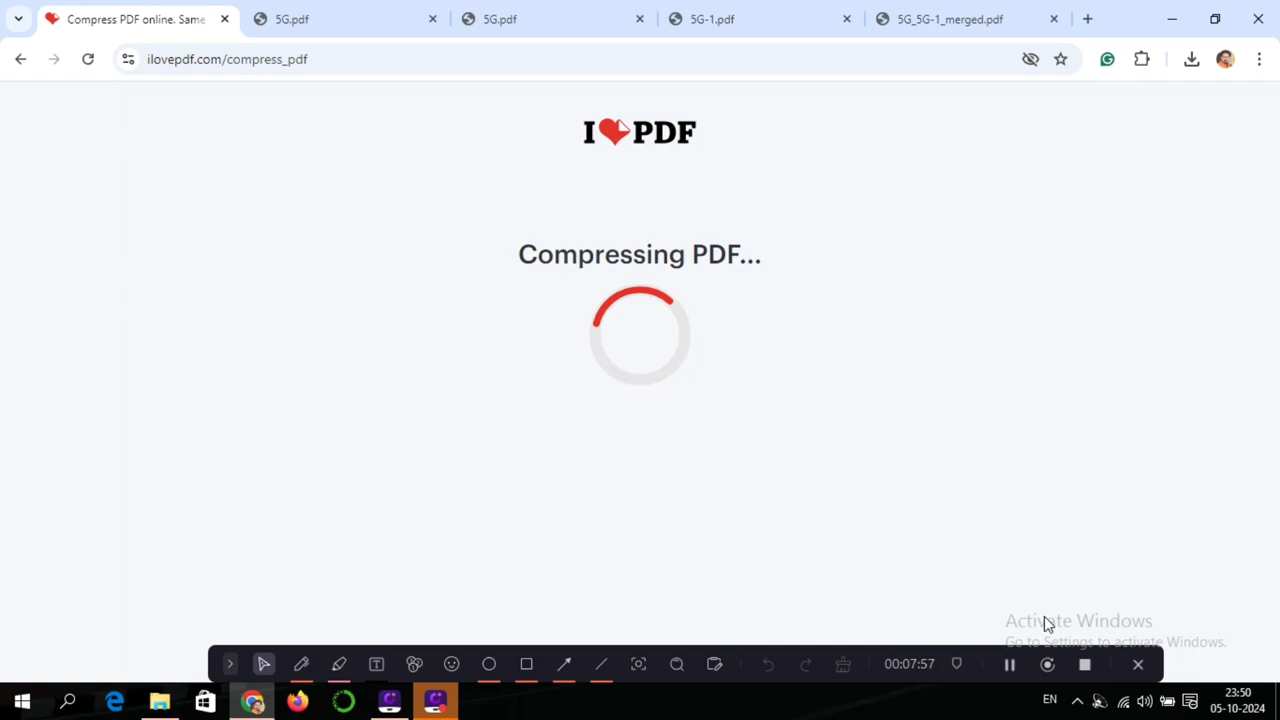 Compress PDF online. Same
5G.pdf
5G.pdf
5G-1.pdf
5G_5G-1_merged.pdf
ilovepdf.com/compress_pdf
I PDF
Compressing PDF...
Activate Windows
Go to Settings to activate Windows.
00:07:57
EN
23:50
05-10-2024